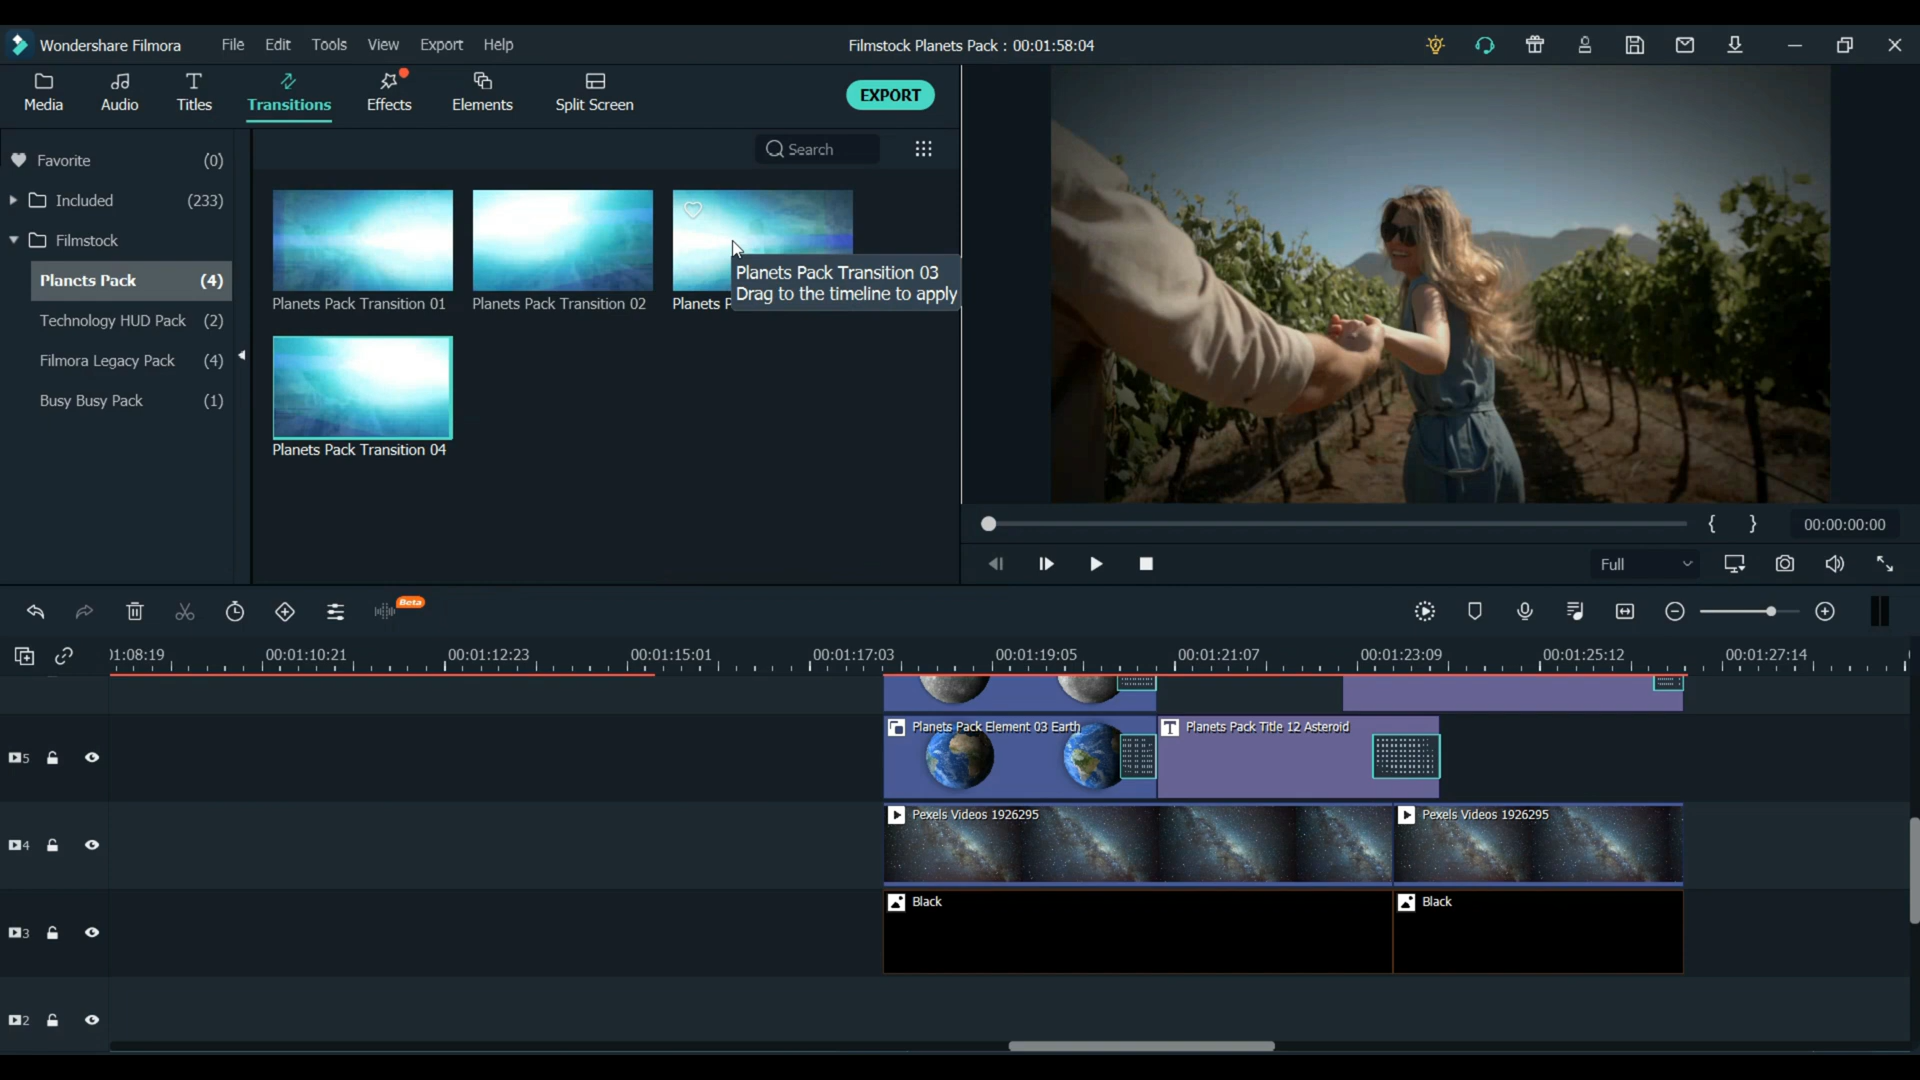 Wondershare Filmora
File Edit Tools View Export Help
Filmstock Planets Pack : 00:01:58:04
Media
Audio
Titles
Transitions
Effects
Elements
Split Screen
EXPORT
Favorite (0)
Included (233)
Filmstock
Planets Pack (4)
Technology HUD Pack (2)
Filmora Legacy Pack (4)
Busy Busy Pack (1)
Search
Planets Pack Transition 01
Planets Pack Transition 02
Planets P
Planets Pack Transition 03
Drag to the timeline to apply
Planets Pack Transition 04
{ } 00:00:00:00
Full
Beta
01:08:19 00:01:10:21 00:01:12:23 00:01:15:01 00:01:17:03 00:01:19:05 00:01:21:07 00:01:23:09 00:01:25:12 00:01:27:14
5
Planets Pack Element 03 Earth
Planets Pack Title 12 Asteroid
4
Pexels Videos 1926295
Pexels Videos 1926295
3
Black
Black
2